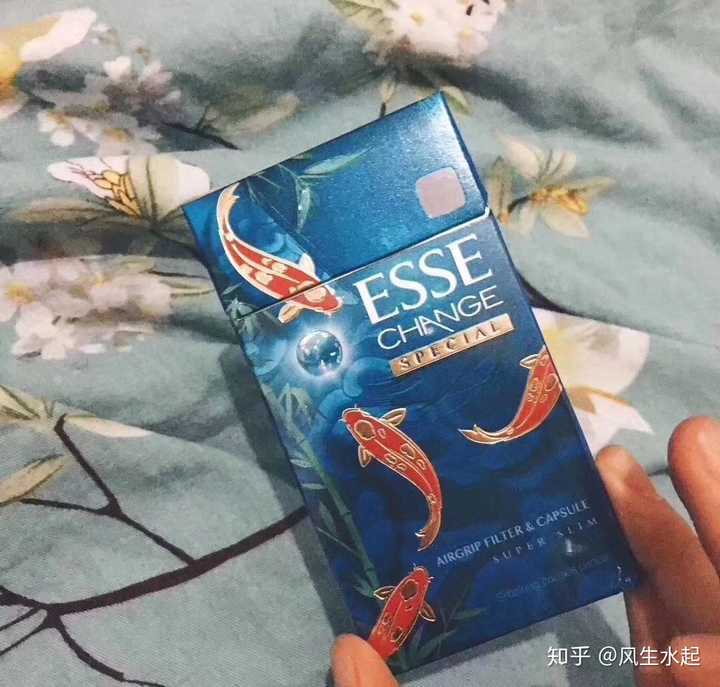 ESSE
CHANGE
SPECIAL
AIRGRIP FILTER & CAPSULE
SUPER SLIM
知乎 @风生水起